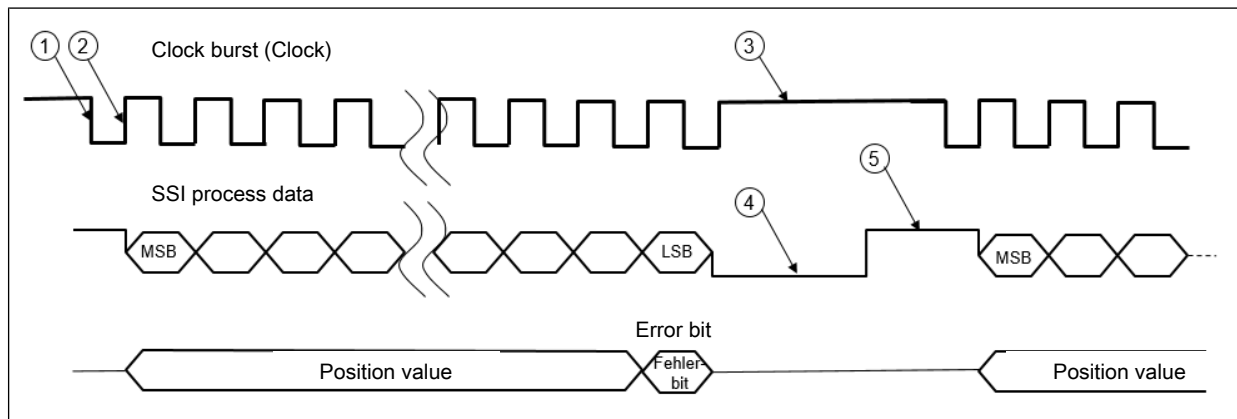 1
2
Clock burst (Clock)
3
SSI process data
4
5
MSB
LSB
MSB
Error bit
Position value
Fehler-
bit
Position value